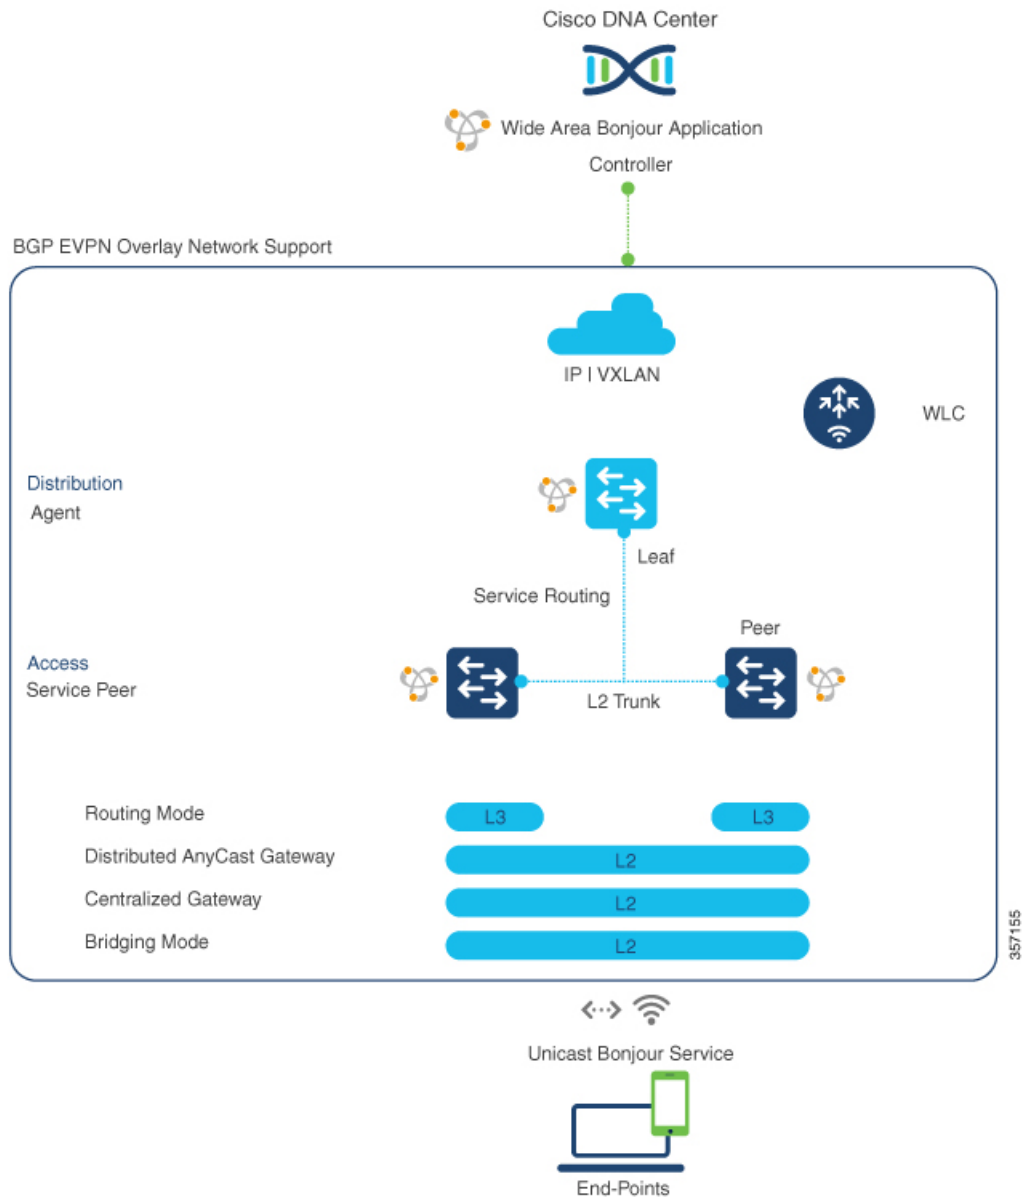 Cisco DNA Center
Wide Area Bonjour Application
Controller
BGP EVPN Overlay Network Support
IP I VXLAN
WLC
Distribution
Agent
Leaf
Service Routing
Peer
Access
Service Peer
L2 Trunk
Routing Mode
L3
L3
Distributed AnyCast Gateway
L2
Centralized Gateway
L2
Bridging Mode
L2
357155
Unicast Bonjour Service
End-Points